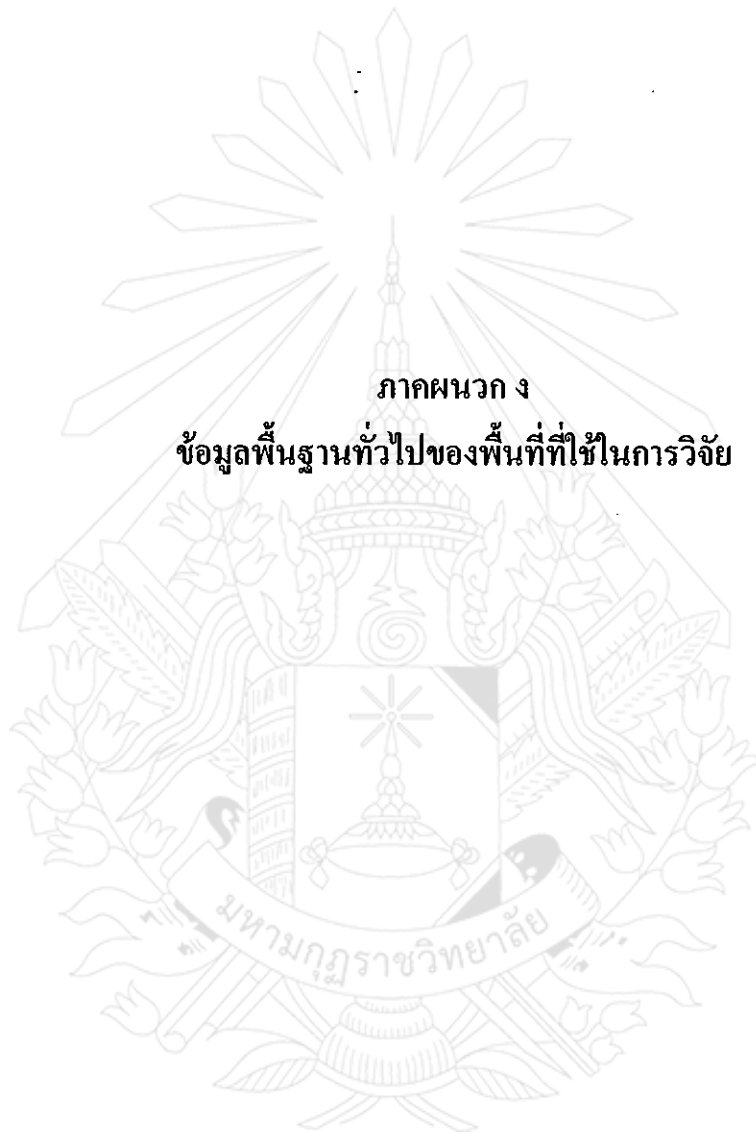 ภาคผนวก ง
ข้อมูลพื้นฐานทั่วไปของพื้นที่ที่ใช้ในการวิจัย
มหามกุฏราชวิทยาลัย